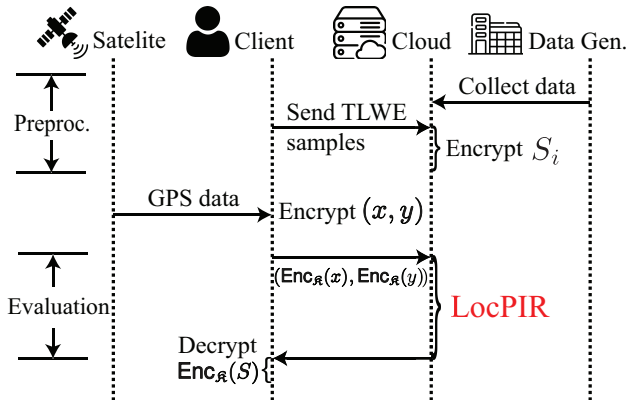 Satelite Client Cloud Data Gen.
Collect data
Preproc.
Send TLWE
samples
Encrypt S_i
GPS data
Encrypt (x, y)
(Enc_𝔎(x), Enc_𝔎(y))
Evaluation
LocPIR
Decrypt
Enc_𝔎(S)